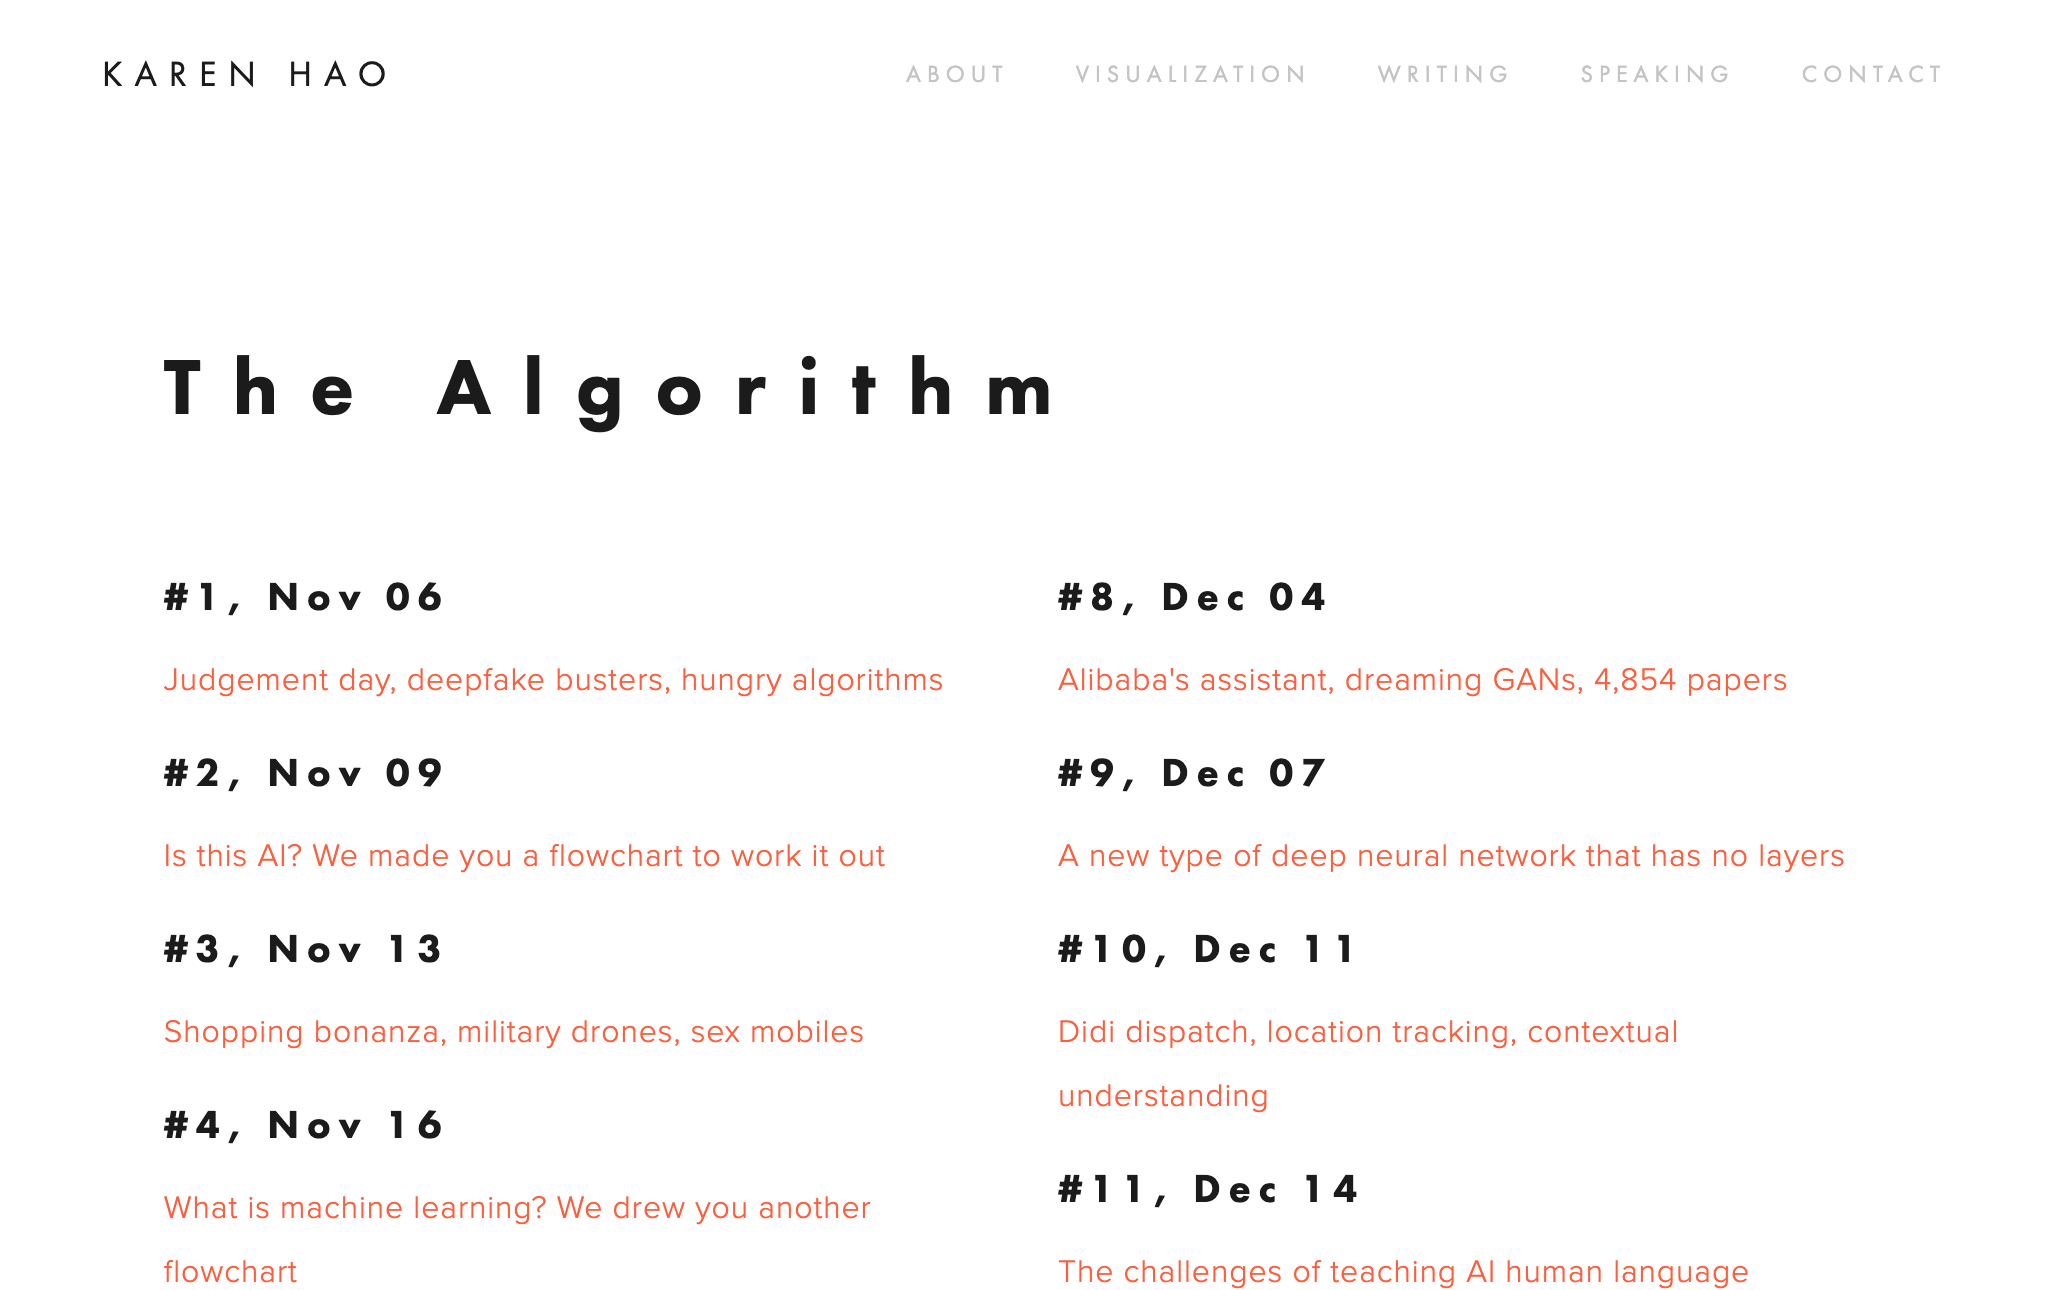 KAREN HAO
ABOUT VISUALIZATION WRITING SPEAKING CONTACT
The Algorithm
#1, Nov 06
Judgement day, deepfake busters, hungry algorithms
#2, Nov 09
Is this AI? We made you a flowchart to work it out
#3, Nov 13
Shopping bonanza, military drones, sex mobiles
#4, Nov 16
What is machine learning? We drew you another
flowchart
#8, Dec 04
Alibaba's assistant, dreaming GANs, 4,854 papers
#9, Dec 07
A new type of deep neural network that has no layers
#10, Dec 11
Didi dispatch, location tracking, contextual
understanding
#11, Dec 14
The challenges of teaching AI human language